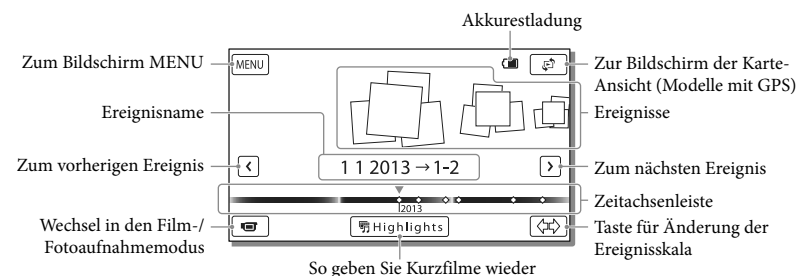 Akkurestladung
Zum Bildschirm MENU
MENU
Zur Bildschirm der Karte-
Ansicht (Modelle mit GPS)
Ereignisname
Ereignisse
Zum vorherigen Ereignis
1 1 2013 → 1-2
Zum nächsten Ereignis
Zeitachsenleiste
2013
Wechsel in den Film-/
Fotoaufnahmemodus
Highlights
Taste für Änderung der
Ereignisskala
So geben Sie Kurzfilme wieder